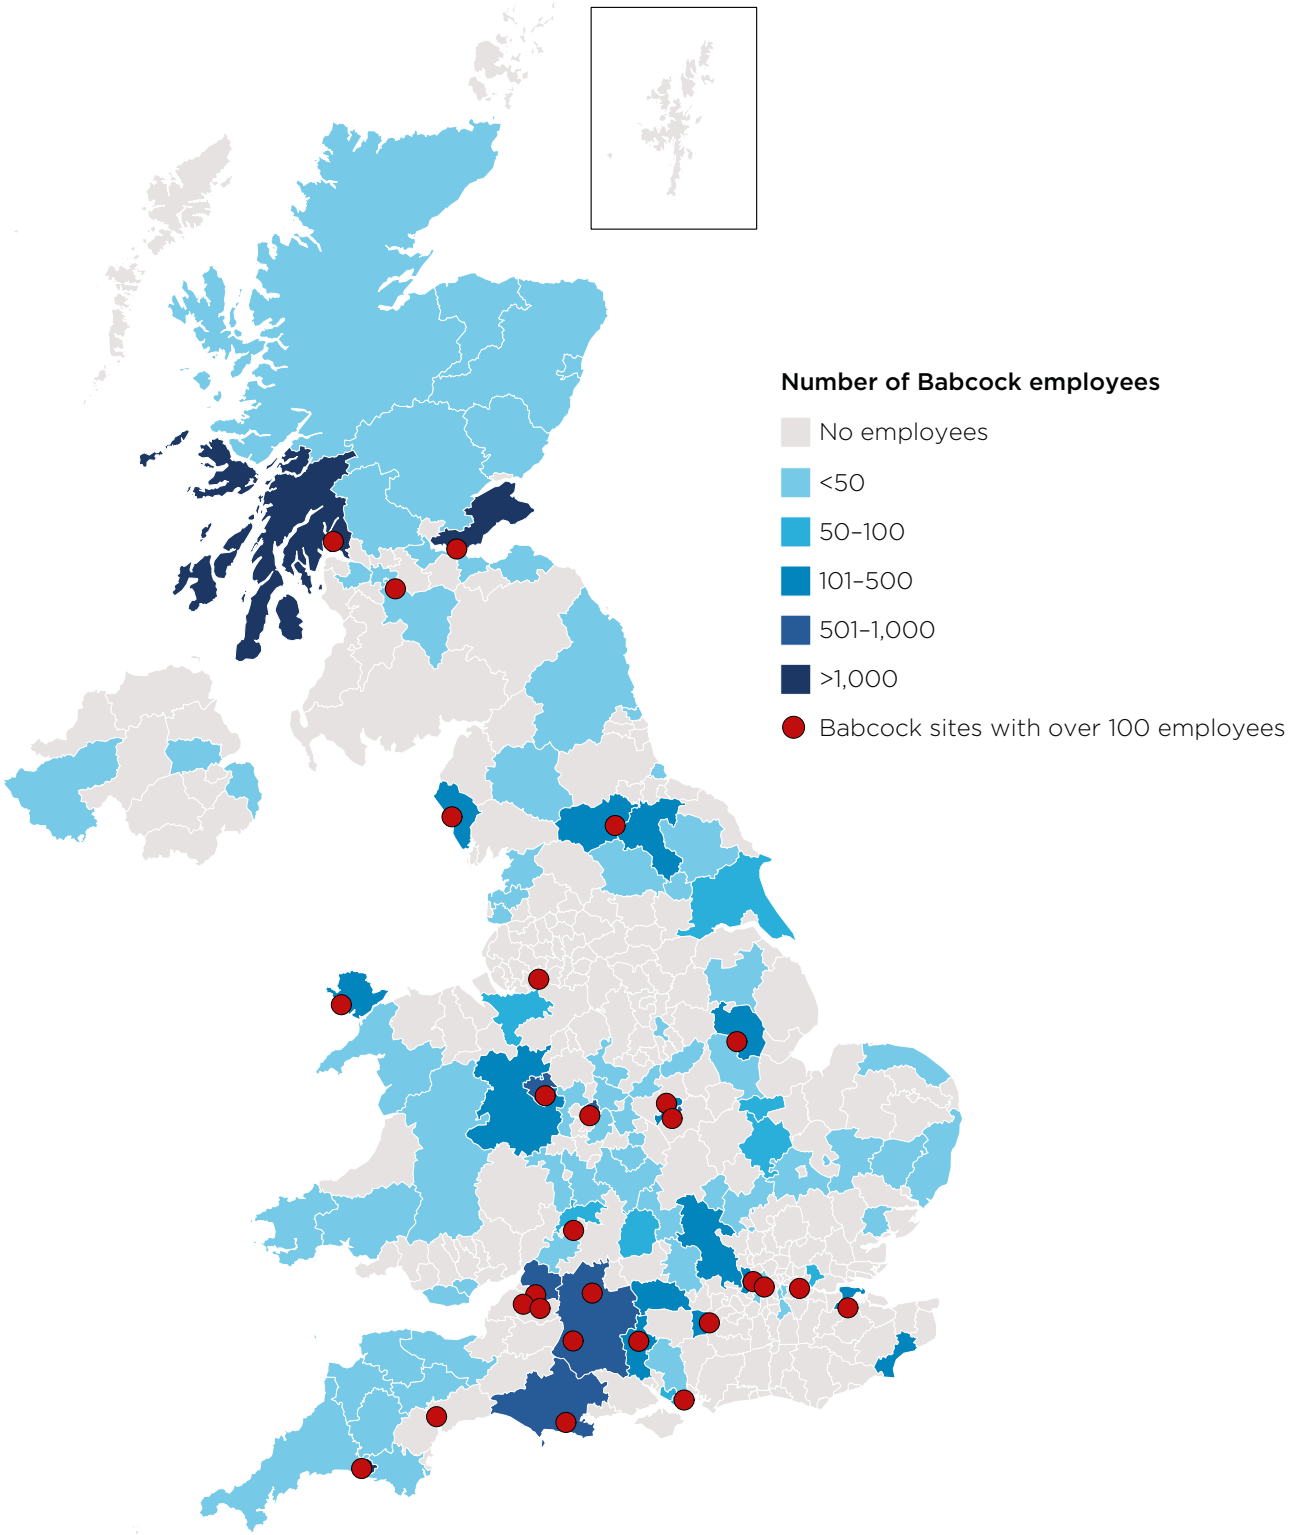 Number of Babcock employees
No employees
<50
50–100
101–500
501–1,000
>1,000
Babcock sites with over 100 employees